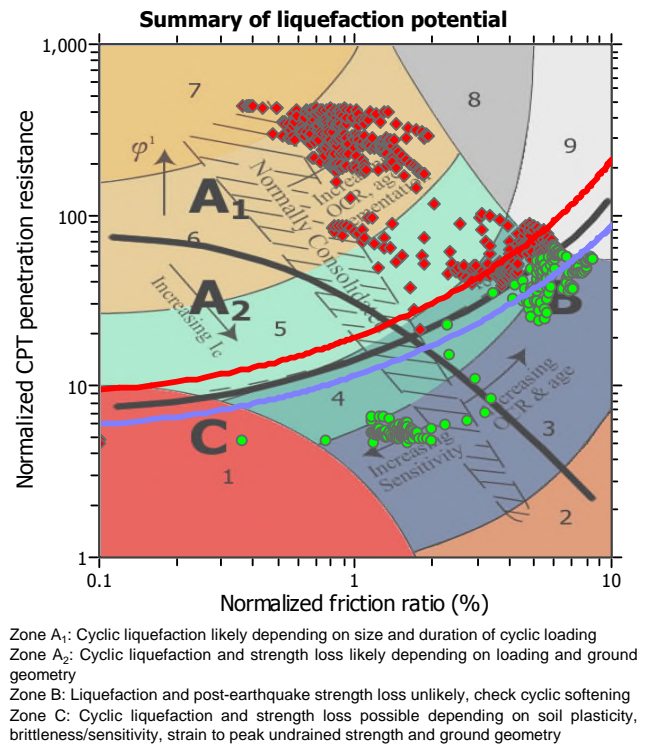 Summary of liquefaction potential
Normalized CPT penetration resistance
1,000
100
10
1
7
8
9
φ¹
A₁
Normally Consolidated
Increasing
OCR, age
cementation
6
A₂
Increasing Ic
5
B
4
Increasing
OCR & age
3
C
Increasing
Sensitivity
1
2
0.1
1
10
Normalized friction ratio (%)
Zone A₁: Cyclic liquefaction likely depending on size and duration of cyclic loading
Zone A₂: Cyclic liquefaction and strength loss likely depending on loading and ground
geometry
Zone B: Liquefaction and post-earthquake strength loss unlikely, check cyclic softening
Zone C: Cyclic liquefaction and strength loss possible depending on soil plasticity,
brittleness/sensitivity, strain to peak undrained strength and ground geometry